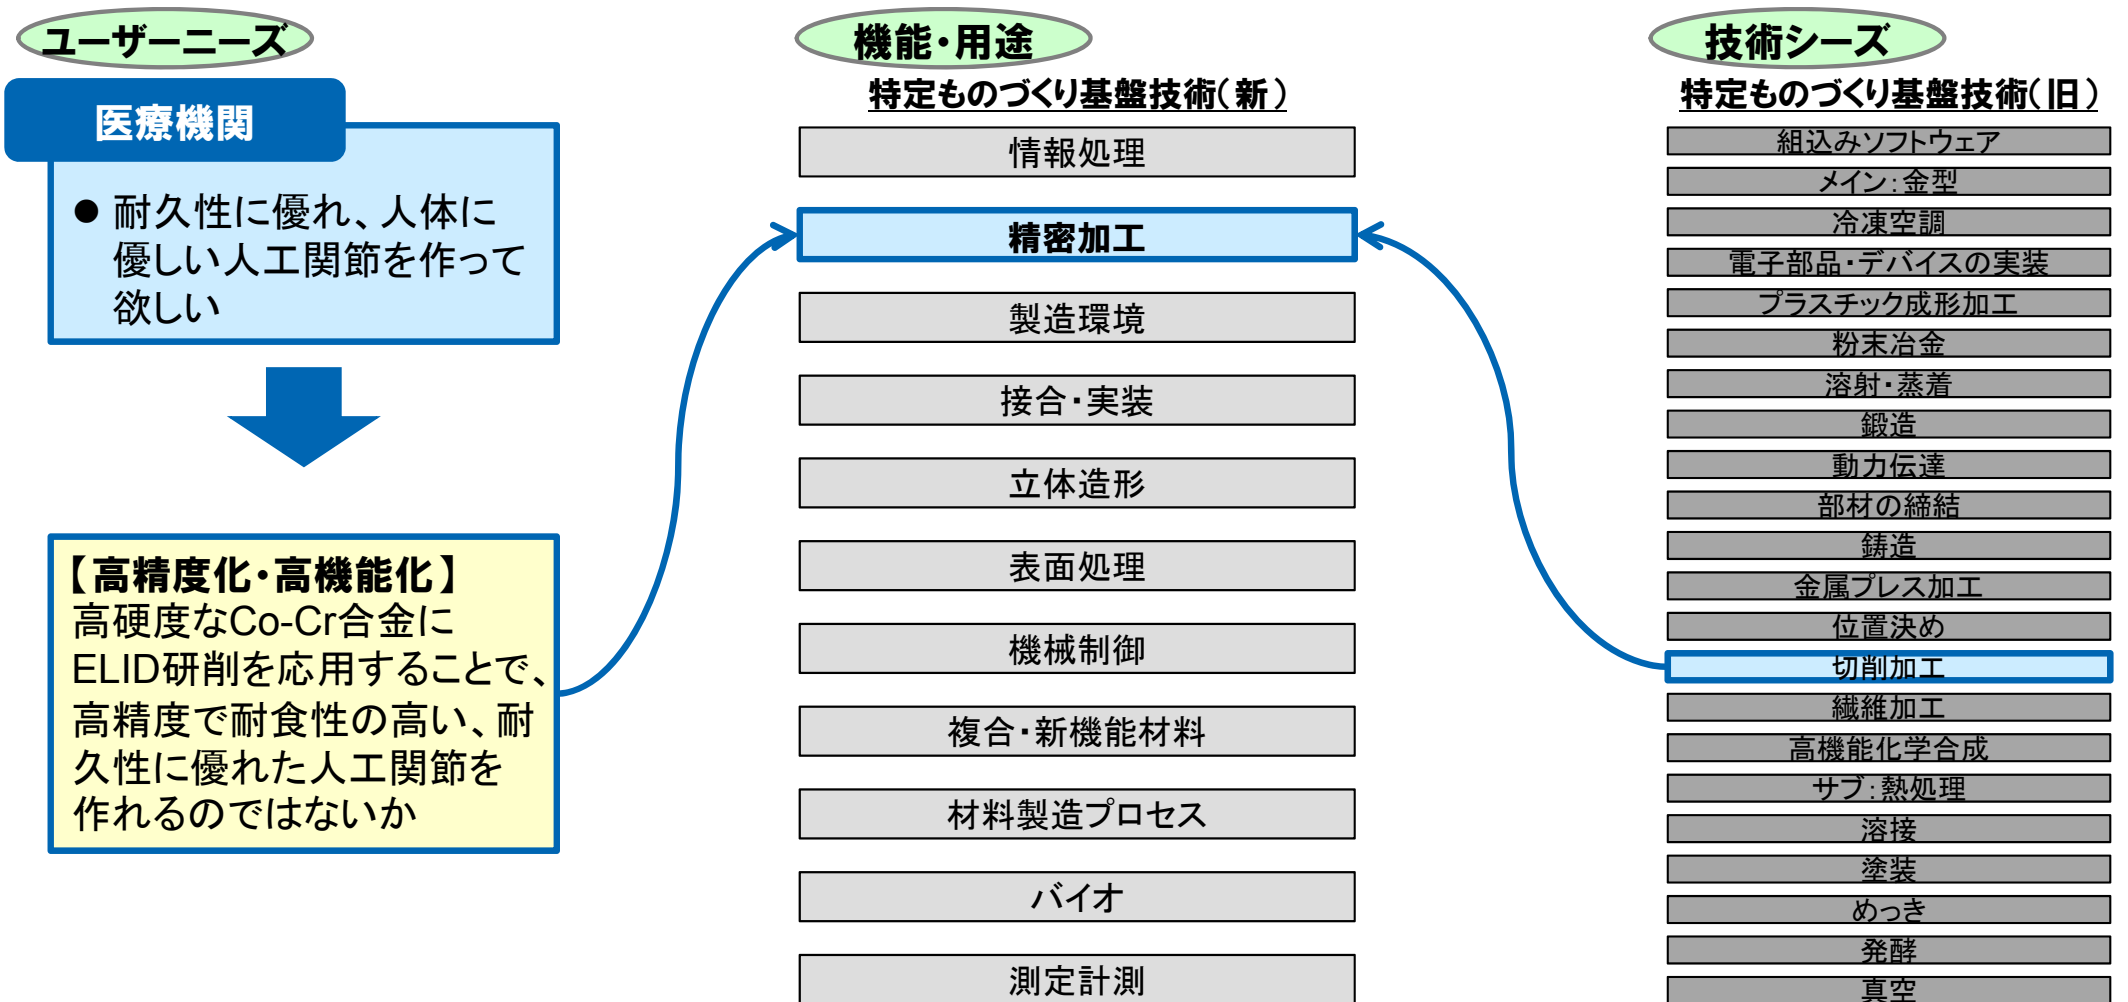 ユーザーニーズ
医療機関
● 耐久性に優れ、人体に
優しい人工関節を作って
欲しい
【高精度化・高機能化】
高硬度なCo-Cr合金に
ELID研削を応用することで、
高精度で耐食性の高い、耐
久性に優れた人工関節を
作れるのではないか
機能・用途
特定ものづくり基盤技術（新）
情報処理
精密加工
製造環境
接合・実装
立体造形
表面処理
機械制御
複合・新機能材料
材料製造プロセス
バイオ
測定計測
技術シーズ
特定ものづくり基盤技術（旧）
組込みソフトウェア
メイン：金型
冷凍空調
電子部品・デバイスの実装
プラスチック成形加工
粉末冶金
溶射・蒸着
鍛造
動力伝達
部材の締結
鋳造
金属プレス加工
位置決め
切削加工
繊維加工
高機能化学合成
サブ：熱処理
溶接
塗装
めっき
発酵
真空